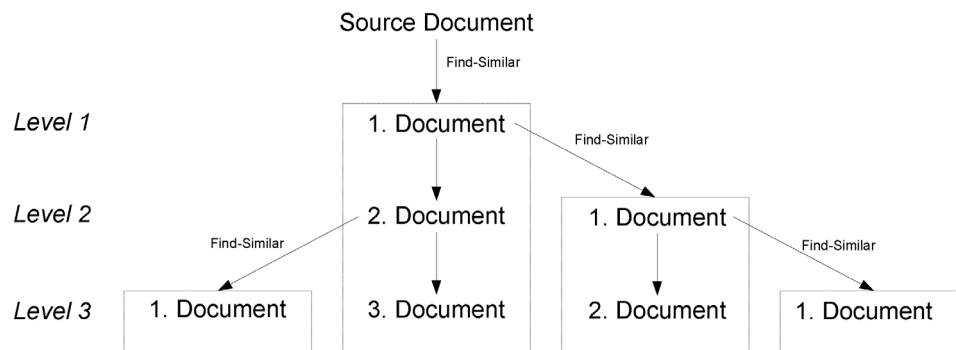 Source Document
Find-Similar
Level 1
1. Document
Find-Similar
Level 2
2. Document
1. Document
Find-Similar
Find-Similar
Level 3
1. Document
3. Document
2. Document
1. Document